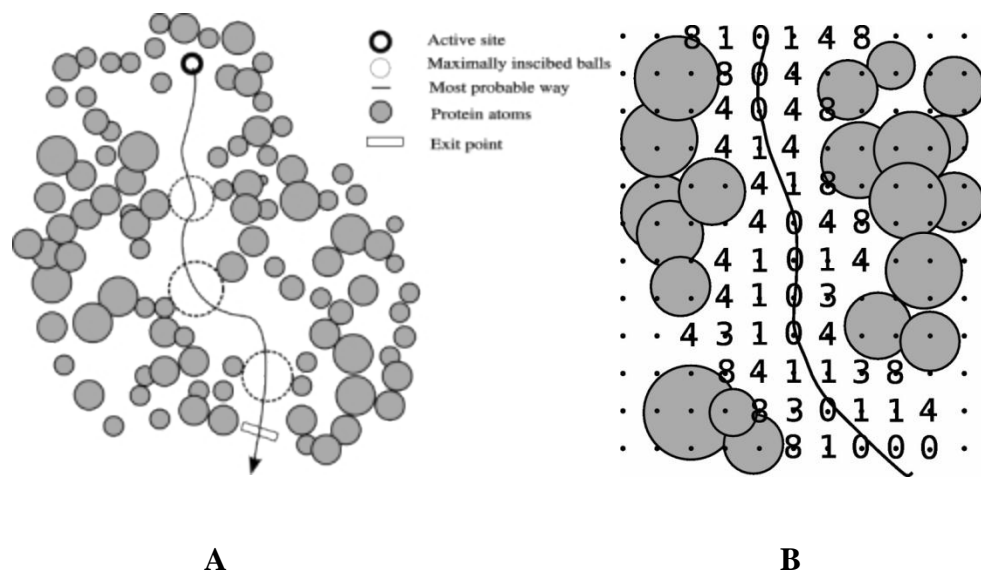 Active site
Maximally inscibed balls
Most probable way
Protein atoms
Exit point
8 1 0 1 4 8
8 0 4
4 0 4 8
4 1 4
4 1 8
4 0 4 8
4 1 0 1 4
4 1 0 3
4 3 1 0 4
8 4 1 1 3 8
8 3 0 1 1 4
8 1 0 0 0
A
B